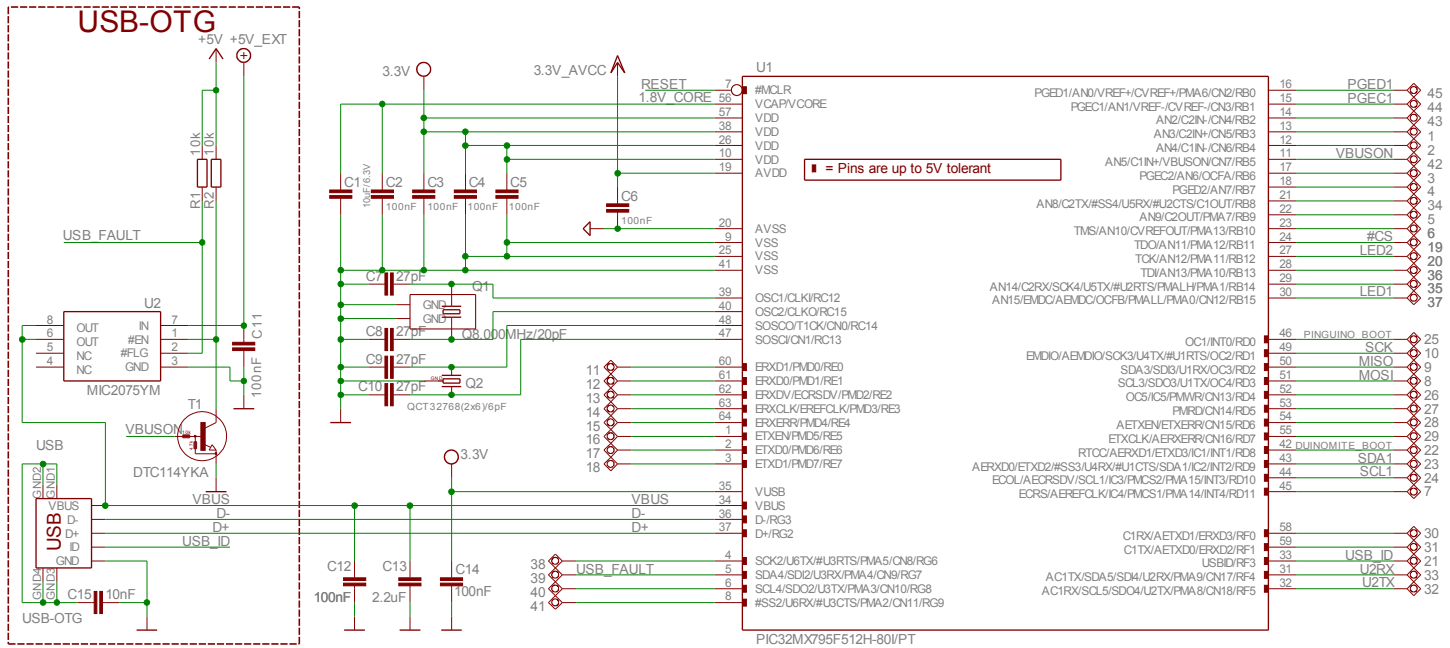 USB-OTG
+5V
+5V_EXT
10k
10k
R1
R2
USB_FAULT
U2
8 OUT IN 7
6 OUT #EN 1
5 NC #FLG 2
4 NC GND 3
MIC2075YM
C11
100nF
T1
VBUSON
DTC114YKA
USB
GND2
GND1
VBUS
D-
D+
ID
GND
USB
GND4
GND3
C15 10nF
USB-OTG
VBUS
D-
D+
USB_ID
3.3V
3.3V_AVCC
C1
10uF/6.3V
C2
100nF
C3
100nF
C4
100nF
C5
100nF
C6
100nF
C7 27pF
Q1
GND
GND
Q8.000MHz/20pF
C8 27pF
C9 27pF
C10 27pF
GND
Q2
QCT32768(2x6)/6pF
3.3V
C12
100nF
C13
2.2uF
C14
100nF
VBUS
D-
D+
U1
RESET 7 #MCLR
1.8V_CORE 56 VCAP/VCORE
57 VDD
38 VDD
26 VDD
10 VDD
19 AVDD
= Pins are up to 5V tolerant
20 AVSS
9 VSS
25 VSS
41 VSS
39 OSC1/CLKI/RC12
40 OSC2/CLKO/RC15
48 SOSCO/T1CK/CN0/RC14
47 SOSCI/CN1/RC13
11 60 ERXD1/PMD0/RE0
12 61 ERXD0/PMD1/RE1
13 62 ERXDV/ECRSDV/PMD2/RE2
14 63 ERXCLK/EREFCLK/PMD3/RE3
15 64 ERXERR/PMD4/RE4
16 1 ETXEN/PMD5/RE5
17 2 ETXD0/PMD6/RE6
18 3 ETXD1/PMD7/RE7
35 VUSB
34 VBUS
36 D-/RG3
37 D+/RG2
38 4 SCK2/U6TX/#U3RTS/PMA5/CN8/RG6
39 USB_FAULT 5 SDA4/SDI2/U3RX/PMA4/CN9/RG7
40 6 SCL4/SDO2/U3TX/PMA3/CN10/RG8
41 8 #SS2/U6RX/#U3CTS/PMA2/CN11/RG9
PGED1/AN0/VREF+/CVREF+/PMA6/CN2/RB0 16 PGED1 45
PGEC1/AN1/VREF-/CVREF-/CN3/RB1 15 PGEC1 44
AN2/C2IN-/CN4/RB2 14 43
AN3/C2IN+/CN5/RB3 13 1
AN4/C1IN-/CN6/RB4 12 2
AN5/C1IN+/VBUSON/CN7/RB5 11 VBUSON 42
PGEC2/AN6/OCFA/RB6 17 3
PGED2/AN7/RB7 18 4
AN8/C2TX/#SS4/U5RX/#U2CTS/C1OUT/RB8 21 34
AN9/C2OUT/PMA7/RB9 22 5
TMS/AN10/CVREFOUT/PMA13/RB10 23 6
TDO/AN11/PMA12/RB11 24 #CS 19
TCK/AN12/PMA11/RB12 27 LED2 20
TDI/AN13/PMA10/RB13 28 36
AN14/C2RX/SCK4/U5TX/#U2RTS/PMALH/PMA1/RB14 29 35
AN15/EMDC/AEMDC/OCFB/PMALL/PMA0/CN12/RB15 30 LED1 37
OC1/INT0/RD0 46 PINGUINO_BOOT 25
EMDIO/AEMDIO/SCK3/U4TX/#U1RTS/OC2/RD1 49 SCK 10
SDA3/SDI3/U1RX/OC3/RD2 50 MISO 9
SCL3/SDO3/U1TX/OC4/RD3 51 MOSI 8
OC5/IC5/PMWR/CN13/RD4 52 26
PMRD/CN14/RD5 53 27
AETXEN/ETXERR/CN15/RD6 54 28
ETXCLK/AERXERR/CN16/RD7 55 29
RTCC/AERXD1/ETXD3/IC1/INT1/RD8 42 DUINOMITE_BOOT 22
AERXD0/ETXD2/#SS3/U4RX/#U1CTS/SDA1/IC2/INT2/RD9 43 SDA1 23
ECOL/AECRSDV/SCL1/IC3/PMCS2/PMA15/INT3/RD10 44 SCL1 24
ECRS/AEREFCLK/IC4/PMCS1/PMA14/INT4/RD11 45 7
C1RX/AETXD1/ERXD3/RF0 58 30
C1TX/AETXD0/ERXD2/RF1 59 31
USBID/RF3 33 USB_ID 21
AC1TX/SDA5/SDI4/U2RX/PMA9/CN17/RF4 31 U2RX 33
AC1RX/SCL5/SDO4/U2TX/PMA8/CN18/RF5 32 U2TX 32
PIC32MX795F512H-80I/PT